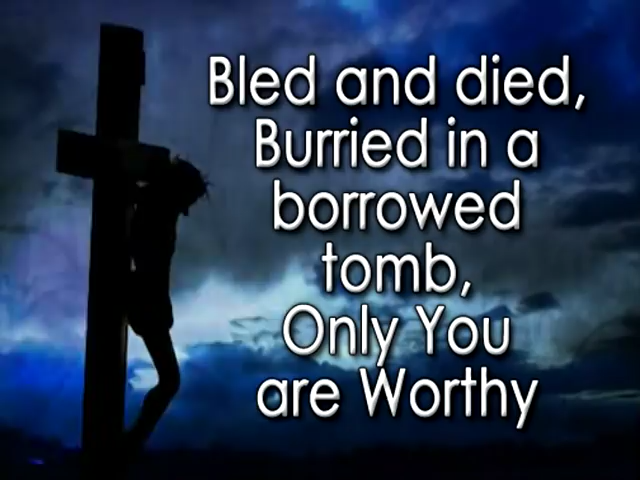 Bled and died,
Burried in a
borrowed
tomb,
Only You
are Worthy